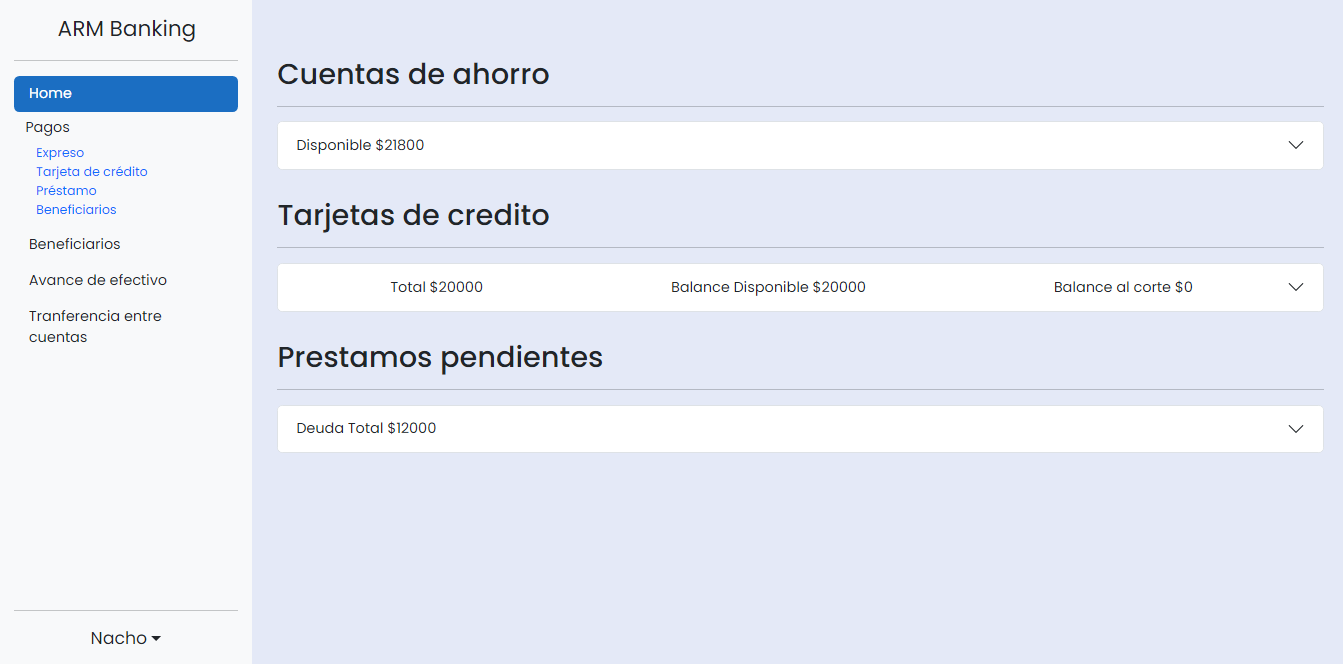 ARM Banking
Home
Pagos
Expreso
Tarjeta de crédito
Préstamo
Beneficiarios
Beneficiarios
Avance de efectivo
Tranferencia entre
cuentas
Nacho
Cuentas de ahorro
Disponible $21800
Tarjetas de credito
Total $20000 Balance Disponible $20000 Balance al corte $0
Prestamos pendientes
Deuda Total $12000